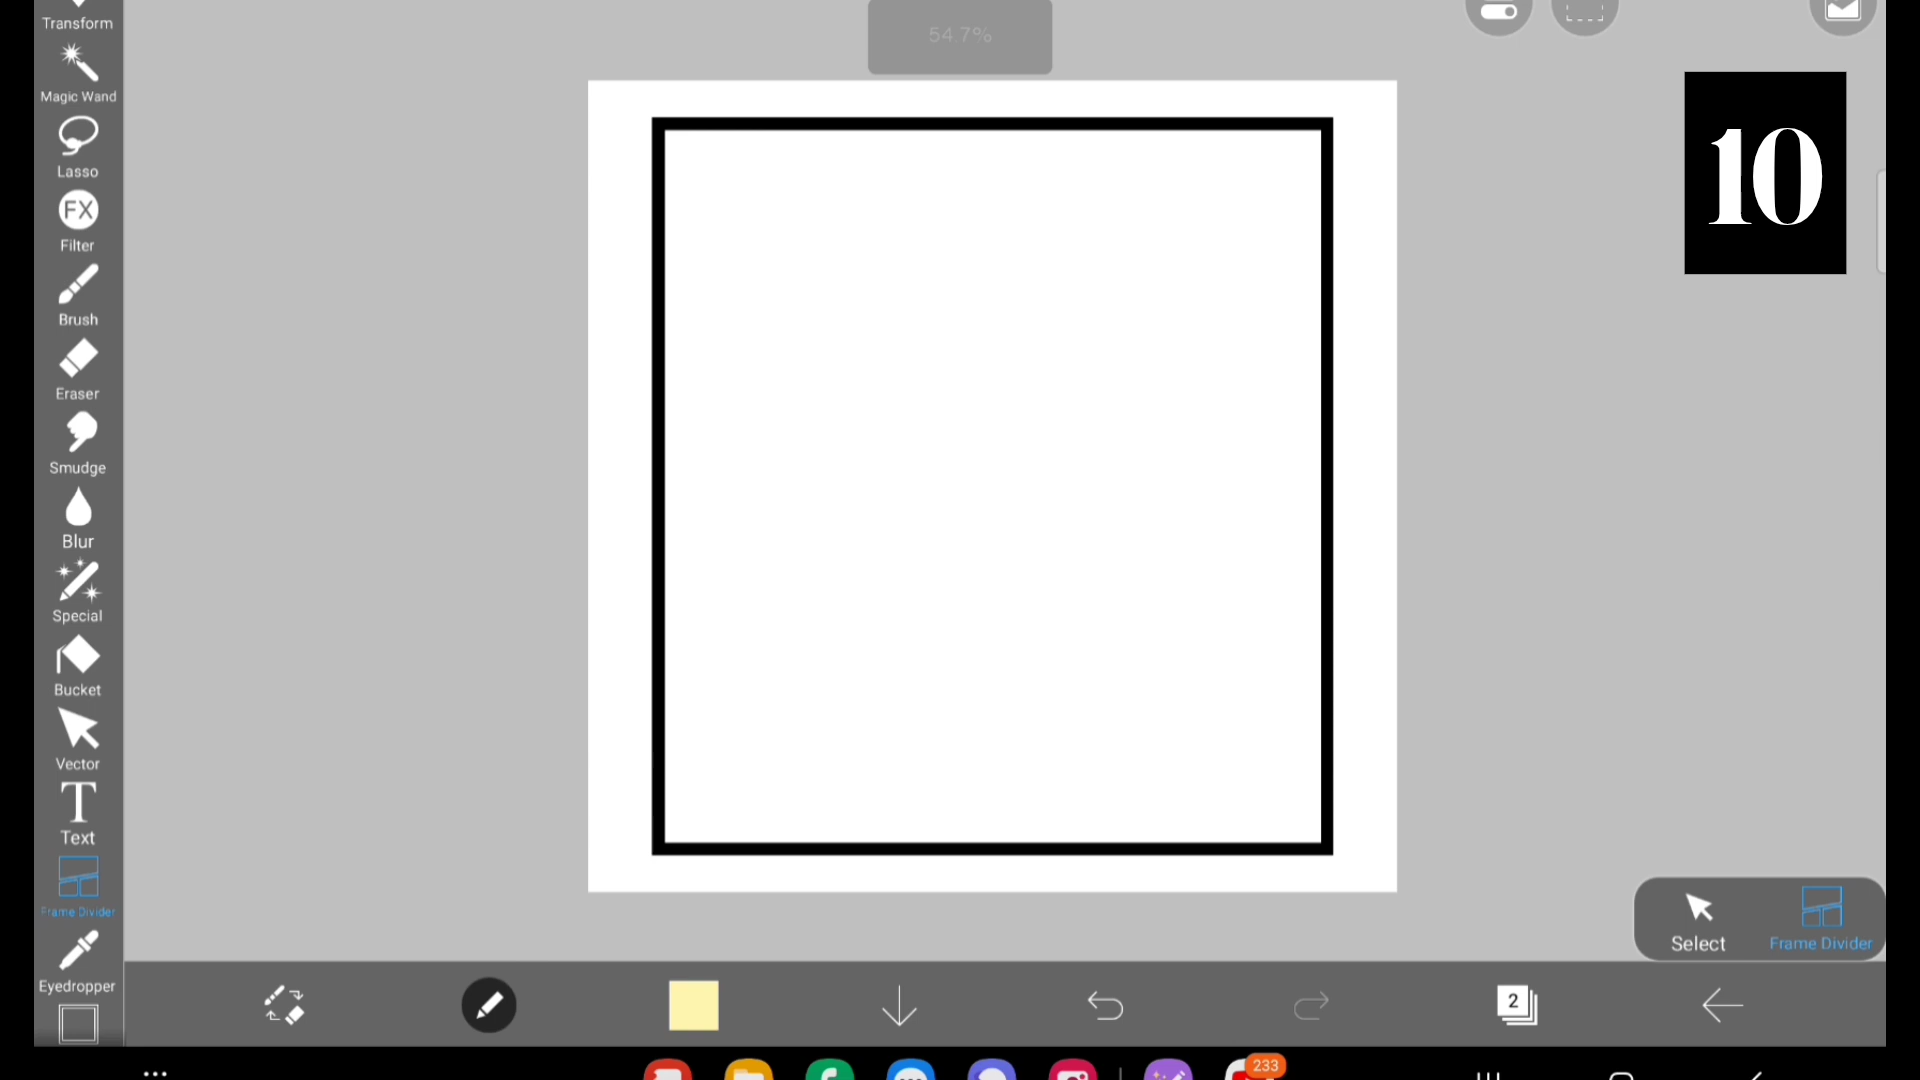 Transform
54.7%
Magic Wand
10
Lasso
FX
Filter
Brush
Eraser
Smudge
Blur
Special
Bucket
Vector
T
Text
Frame Divider
Select
Frame Divider
Eyedropper
2
233